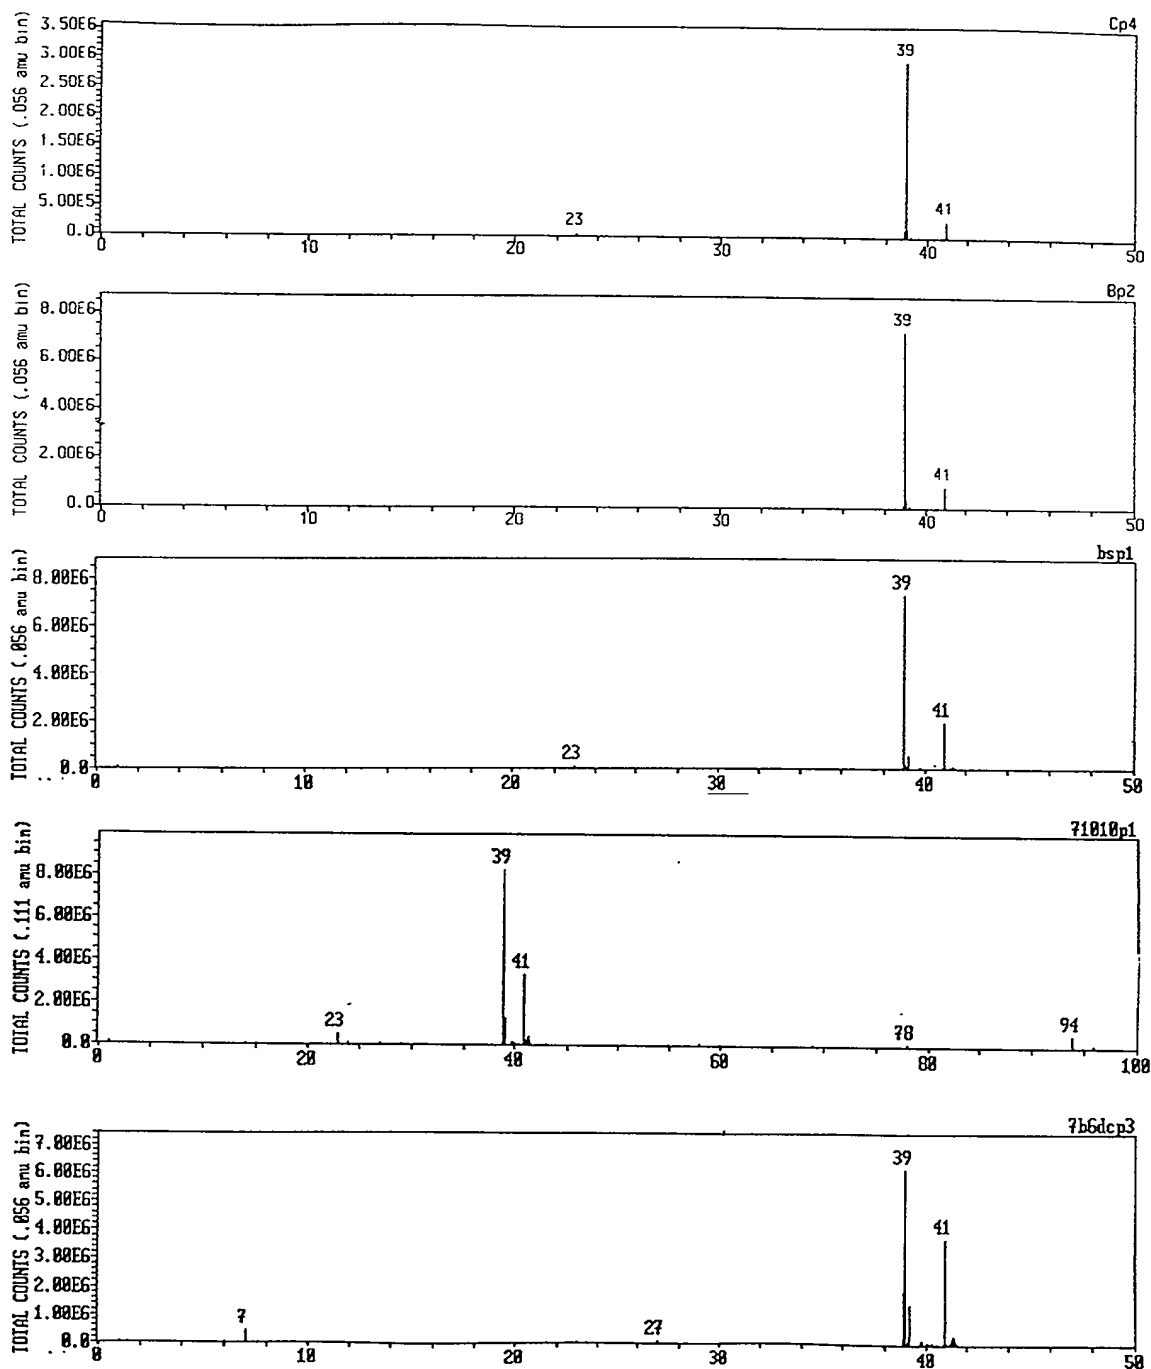 Cp4
TOTAL COUNTS (.056 amu bin)
3.50E6
3.00E6
2.50E6
2.00E6
1.50E6
1.00E6
5.00E5
0.0
39
23
41
0 10 20 30 40 50
Bp2
TOTAL COUNTS (.056 amu bin)
8.00E6
6.00E6
4.00E6
2.00E6
0.0
39
41
0 10 20 30 40 50
bsp1
TOTAL COUNTS (.056 amu bin)
8.00E6
6.00E6
4.00E6
2.00E6
0.0
39
41
23
0 10 20 30 40 50
71010p1
TOTAL COUNTS (.111 amu bin)
8.00E6
6.00E6
4.00E6
2.00E6
0.0
39
41
23
78
94
0 20 40 60 80 100
7b6dcp3
TOTAL COUNTS (.056 amu bin)
7.00E6
6.00E6
5.00E6
4.00E6
3.00E6
2.00E6
1.00E6
0.0
39
41
7
27
0 10 20 30 40 50